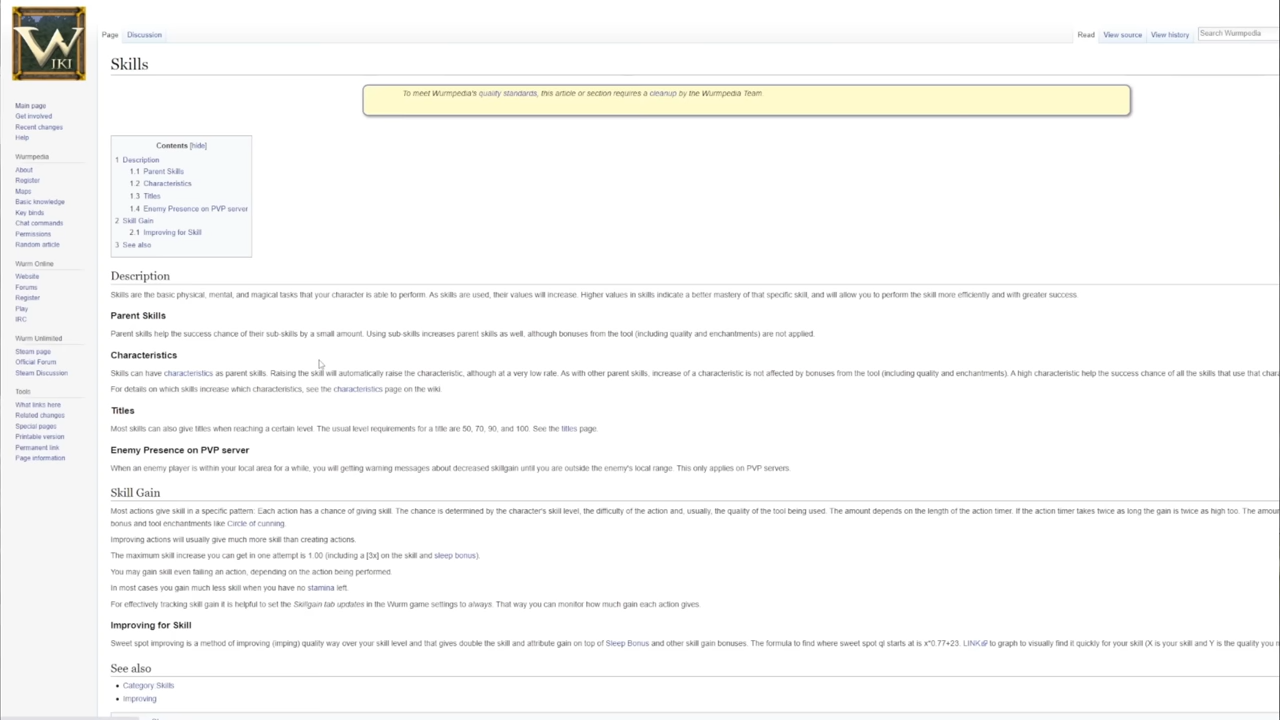 WIKI
Page
Discussion
Read
View source
View history
Search Wurmpedia
Skills
To meet Wurmpedia's quality standards, this article or section requires a cleanup by the Wurmpedia Team
Main page
Get involved
Recent changes
Help
Wurmpedia
About
Register
Maps
Basic knowledge
Key binds
Chat commands
Permissions
Random article
Wurm Online
Website
Forums
Register
Play
IRC
Wurm Unlimited
Steam page
Official Forum
Steam Discussion
Tools
What links here
Related changes
Special pages
Printable version
Permanent link
Page information
Contents [hide]
1 Description
1.1 Parent Skills
1.2 Characteristics
1.3 Titles
1.4 Enemy Presence on PVP server
2 Skill Gain
2.1 Improving for Skill
3 See also
Description
Skills are the basic physical, mental, and magical tasks that your character is able to perform. As skills are used, their values will increase. Higher values in skills indicate a better mastery of that specific skill, and will allow you to perform the skill more efficiently and with greater success.
Parent Skills
Parent skills help the success chance of their sub-skills by a small amount. Using sub-skills increases parent skills as well, although bonuses from the tool (including quality and enchantments) are not applied.
Characteristics
Skills can have characteristics as parent skills. Raising the skill will automatically raise the characteristic, although at a very low rate. As with other parent skills, increase of a characteristic is not affected by bonuses from the tool (including quality and enchantments). A high characteristic help the success chance of all the skills that use that chara
For details on which skills increase which characteristics, see the characteristics page on the wiki.
Titles
Most skills can also give titles when reaching a certain level. The usual level requirements for a title are 50, 70, 90, and 100. See the titles page.
Enemy Presence on PVP server
When an enemy player is within your local area for a while, you will getting warning messages about decreased skillgain until you are outside the enemy's local range. This only applies on PVP servers.
Skill Gain
Most actions give skill in a specific pattern: Each action has a chance of giving skill. The chance is determined by the character's skill level, the difficulty of the action and, usually, the quality of the tool being used. The amount depends on the length of the action timer. If the action timer takes twice as long the gain is twice as high too. The amoun
bonus and tool enchantments like Circle of cunning.
Improving actions will usually give much more skill than creating actions.
The maximum skill increase you can get in one attempt is 1.00 (including a [3x] on the skill and sleep bonus).
You may gain skill even failing an action, depending on the action being performed.
In most cases you gain much less skill when you have no stamina left.
For effectively tracking skill gain it is helpful to set the Skillgain tab updates in the Wurm game settings to always. That way you can monitor how much gain each action gives.
Improving for Skill
Sweet spot improving is a method of improving (imping) quality way over your skill level and that gives double the skill and attribute gain on top of Sleep Bonus and other skill gain bonuses. The formula to find where sweet spot ql starts at is x*0.77+23. LINK to graph to visually find it quickly for your skill (X is your skill and Y is the quality you n
See also
Category Skills
Improving